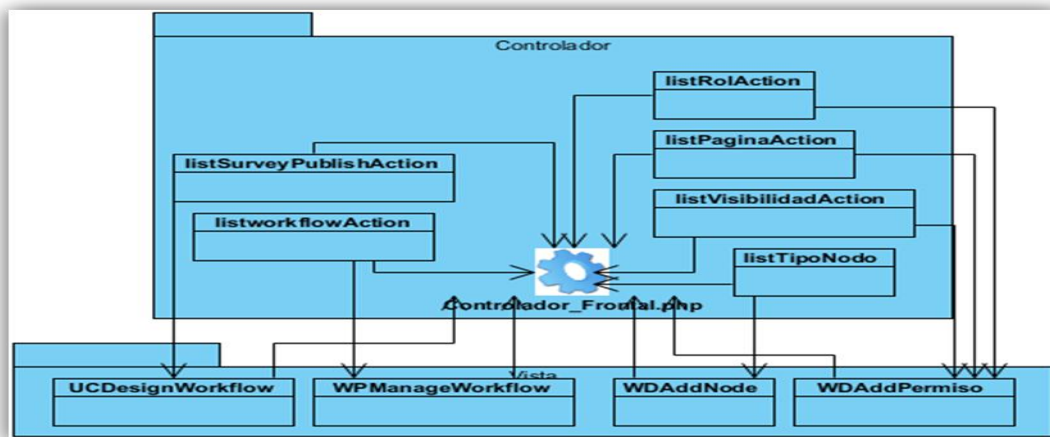 Controlador
listRolAction
listPaginaAction
listSurveyPublishAction
listVisibilidadAction
listworkflowAction
listTipoNodo
Controlador_Frontal.php
Vista
UCDesignWorkflow
WPManageWorkflow
WDAddNode
WDAddPermiso